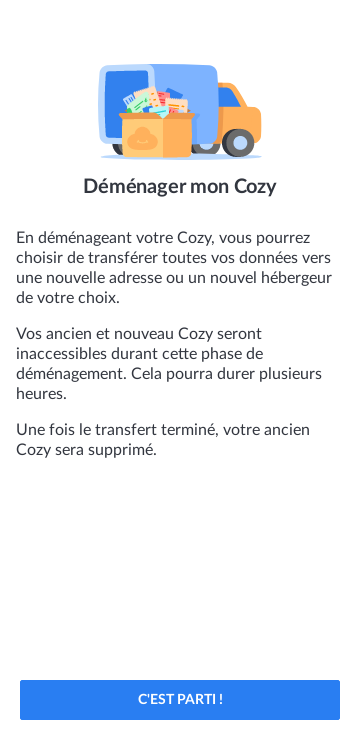 Déménager mon Cozy
En déménageant votre Cozy, vous pourrez
choisir de transférer toutes vos données vers
une nouvelle adresse ou un nouvel hébergeur
de votre choix.
Vos ancien et nouveau Cozy seront
inaccessibles durant cette phase de
déménagement. Cela pourra durer plusieurs
heures.
Une fois le transfert terminé, votre ancien
Cozy sera supprimé.
C'EST PARTI !